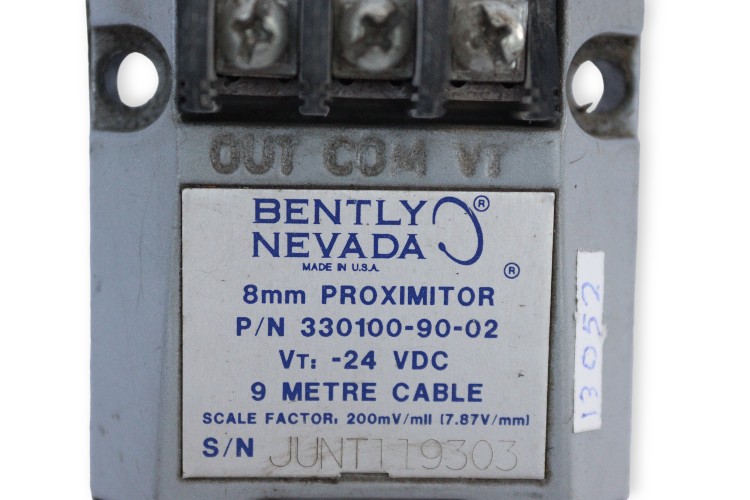 OUT COM VT
BENTLY ®
NEVADA
MADE IN U.S.A. ®
8mm PROXIMITOR
P/N 330100-90-02
VT: -24 VDC
9 METRE CABLE
SCALE FACTOR: 200mV/mil (7.87V/mm)
S/N JUNT119303
13052